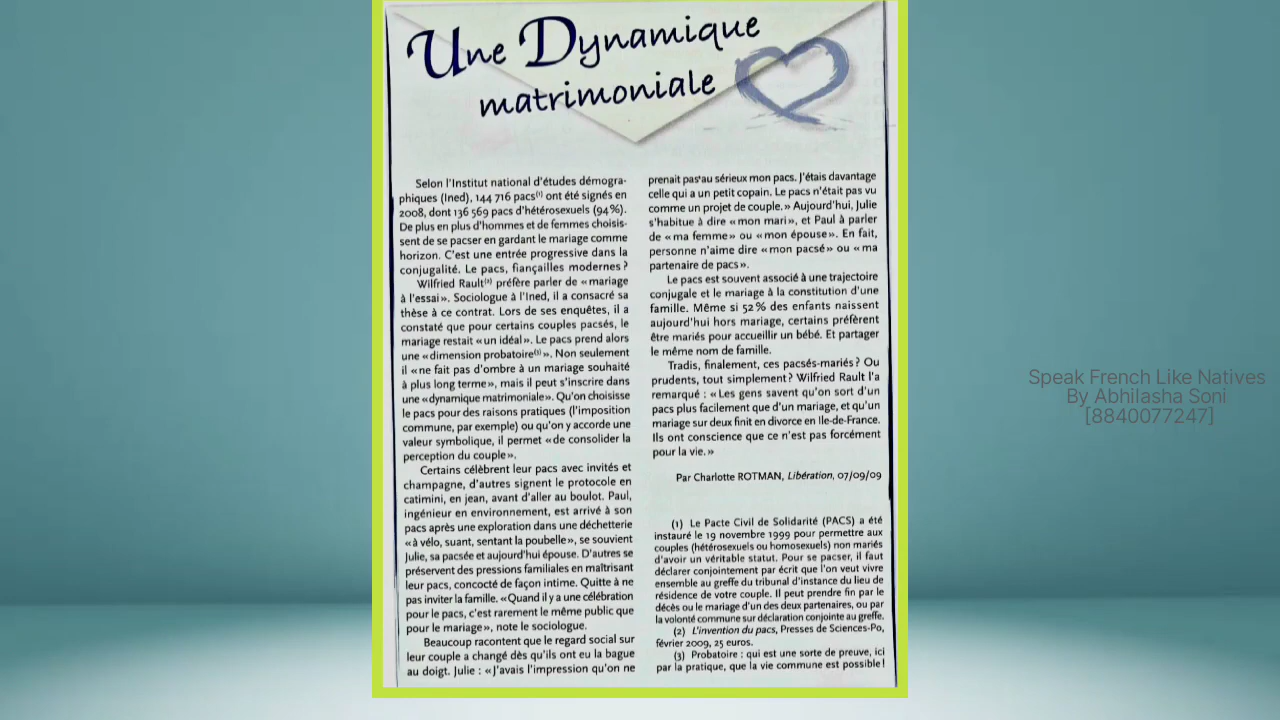 Une Dynamique
matrimoniale
Selon l'Institut national d'études démogra-
phiques (Ined), 144 716 pacs(1) ont été signés en
2008, dont 136 569 pacs d'hétérosexuels (94%).
De plus en plus d'hommes et de femmes choisis-
sent de se pacser en gardant le mariage comme
horizon. C'est une entrée progressive dans la
conjugalité. Le pacs, fiançailles modernes ?
Wilfried Rault(2) préfère parler de « mariage
à l'essai ». Sociologue à l'Ined, il a consacré sa
thèse à ce contrat. Lors de ses enquêtes, il a
constaté que pour certains couples pacsés, le
mariage restait « un idéal ». Le pacs prend alors
une « dimension probatoire(3) ». Non seulement
il « ne fait pas d'ombre à un mariage souhaité
à plus long terme », mais il peut s'inscrire dans
une « dynamique matrimoniale ». Qu'on choisisse
le pacs pour des raisons pratiques (l'imposition
commune, par exemple) ou qu'on y accorde une
valeur symbolique, il permet « de consolider la
perception du couple ».
Certains célèbrent leur pacs avec invités et
champagne, d'autres signent le protocole en
catimini, en jean, avant d'aller au boulot. Paul,
ingénieur en environnement, est arrivé à son
pacs après une exploration dans une déchetterie
« à vélo, suant, sentant la poubelle », se souvient
Julie, sa pacsée et aujourd'hui épouse. D'autres se
préservent des pressions familiales en maîtrisant
leur pacs, concocté de façon intime. Quitte à ne
pas inviter la famille. « Quand il y a une célébration
pour le pacs, c'est rarement le même public que
pour le mariage », note le sociologue.
Beaucoup racontent que le regard social sur
leur couple a changé dès qu'ils ont eu la bague
au doigt. Julie : « J'avais l'impression qu'on ne
prenait pas au sérieux mon pacs. J'étais davantage
celle qui a un petit copain. Le pacs n'était pas vu
comme un projet de couple. » Aujourd'hui, Julie
s'habitue à dire « mon mari », et Paul à parler
de « ma femme » ou « mon épouse ». En fait,
personne n'aime dire « mon pacsé » ou « ma
partenaire de pacs ».
Le pacs est souvent associé à une trajectoire
conjugale et le mariage à la constitution d'une
famille. Même si 52 % des enfants naissent
aujourd'hui hors mariage, certains préfèrent
être mariés pour accueillir un bébé. Et partager
le même nom de famille.
Tradis, finalement, ces pacsés-mariés ? Ou
prudents, tout simplement ? Wilfried Rault l'a
remarqué : « Les gens savent qu'on sort d'un
pacs plus facilement que d'un mariage, et qu'un
mariage sur deux finit en divorce en Ile-de-France.
Ils ont conscience que ce n'est pas forcément
pour la vie. »
Par Charlotte ROTMAN, Libération, 07/09/09
(1) Le Pacte Civil de Solidarité (PACS) a été
instauré le 19 novembre 1999 pour permettre aux
couples (hétérosexuels ou homosexuels) non mariés
d'avoir un véritable statut. Pour se pacser, il faut
déclarer conjointement par écrit que l'on veut vivre
ensemble au greffe du tribunal d'instance du lieu de
résidence de votre couple. Il peut prendre fin par le
décès ou le mariage d'un des deux partenaires, ou par
la volonté commune sur déclaration conjointe au greffe.
(2) L'invention du pacs, Presses de Sciences-Po,
février 2009, 25 euros.
(3) Probatoire : qui est une sorte de preuve, ici
par la pratique, que la vie commune est possible !
Speak French Like Natives
By Abhilasha Soni
[8840077247]